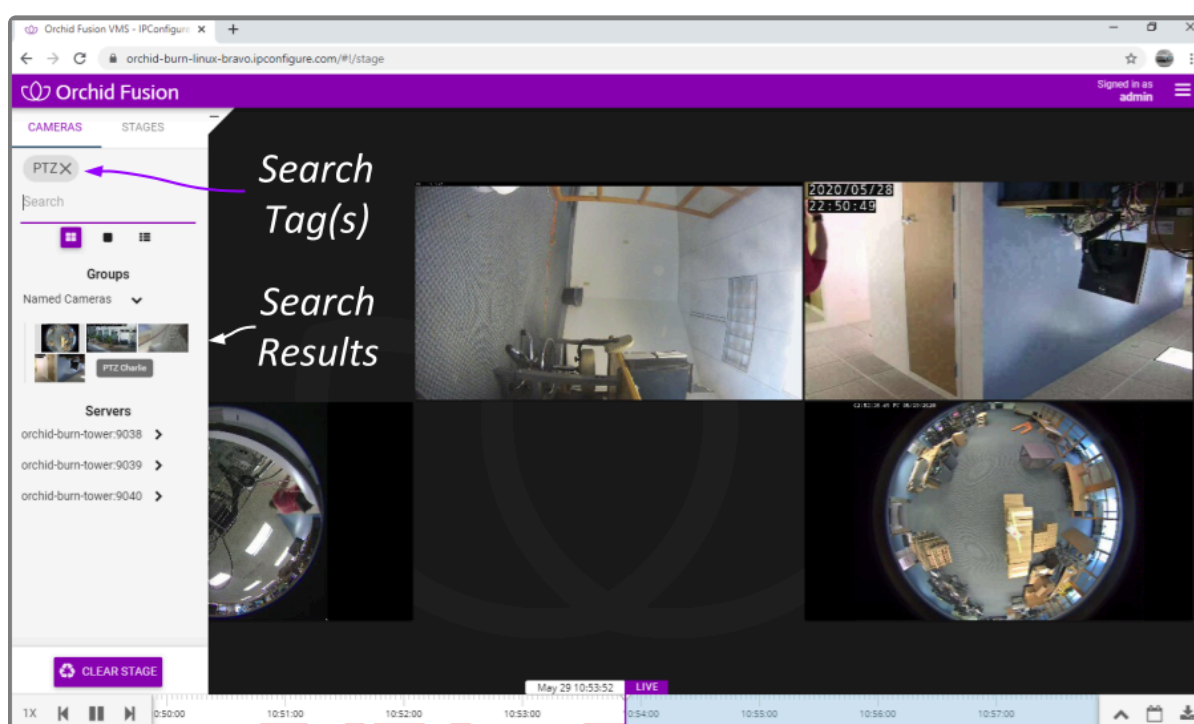 Orchid Fusion VMS - IPConfigure
orchid-burn-linux-bravo.ipconfigure.com/#!/stage
Orchid Fusion
Signed in as
admin
CAMERAS STAGES
PTZ
Search
Search
Tag(s)
Groups
Named Cameras
Search
Results
PTZ Charlie
Servers
orchid-burn-tower:9038
orchid-burn-tower:9039
orchid-burn-tower:9040
2020/05/28
22:50:49
CLEAR STAGE
May 29 10:53:52 LIVE
1X 0:50:00 10:51:00 10:52:00 10:53:00 0:54:00 10:55:00 10:56:00 10:57:00